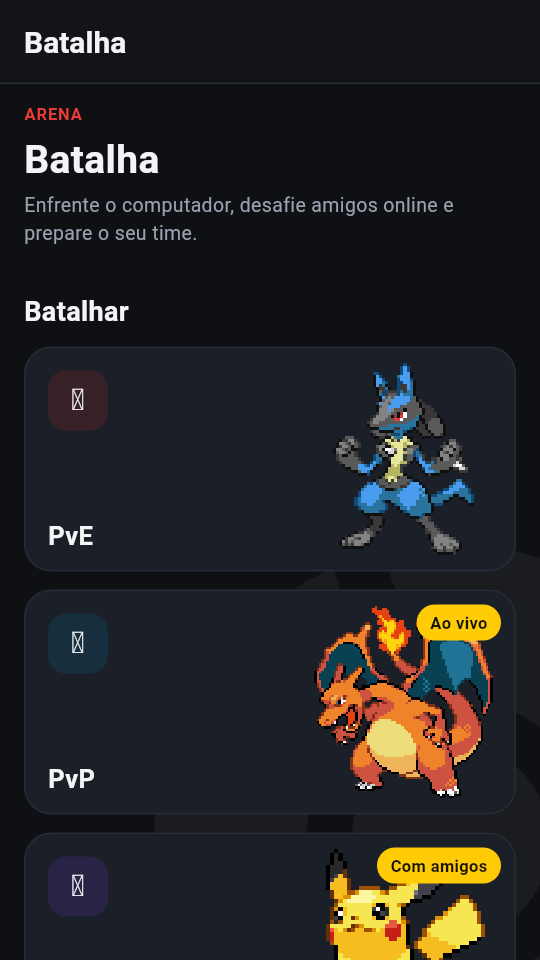 Batalha
ARENA
Batalha
Enfrente o computador, desafie amigos online e
prepare o seu time.
Batalhar
PvE
Ao vivo
PvP
Com amigos